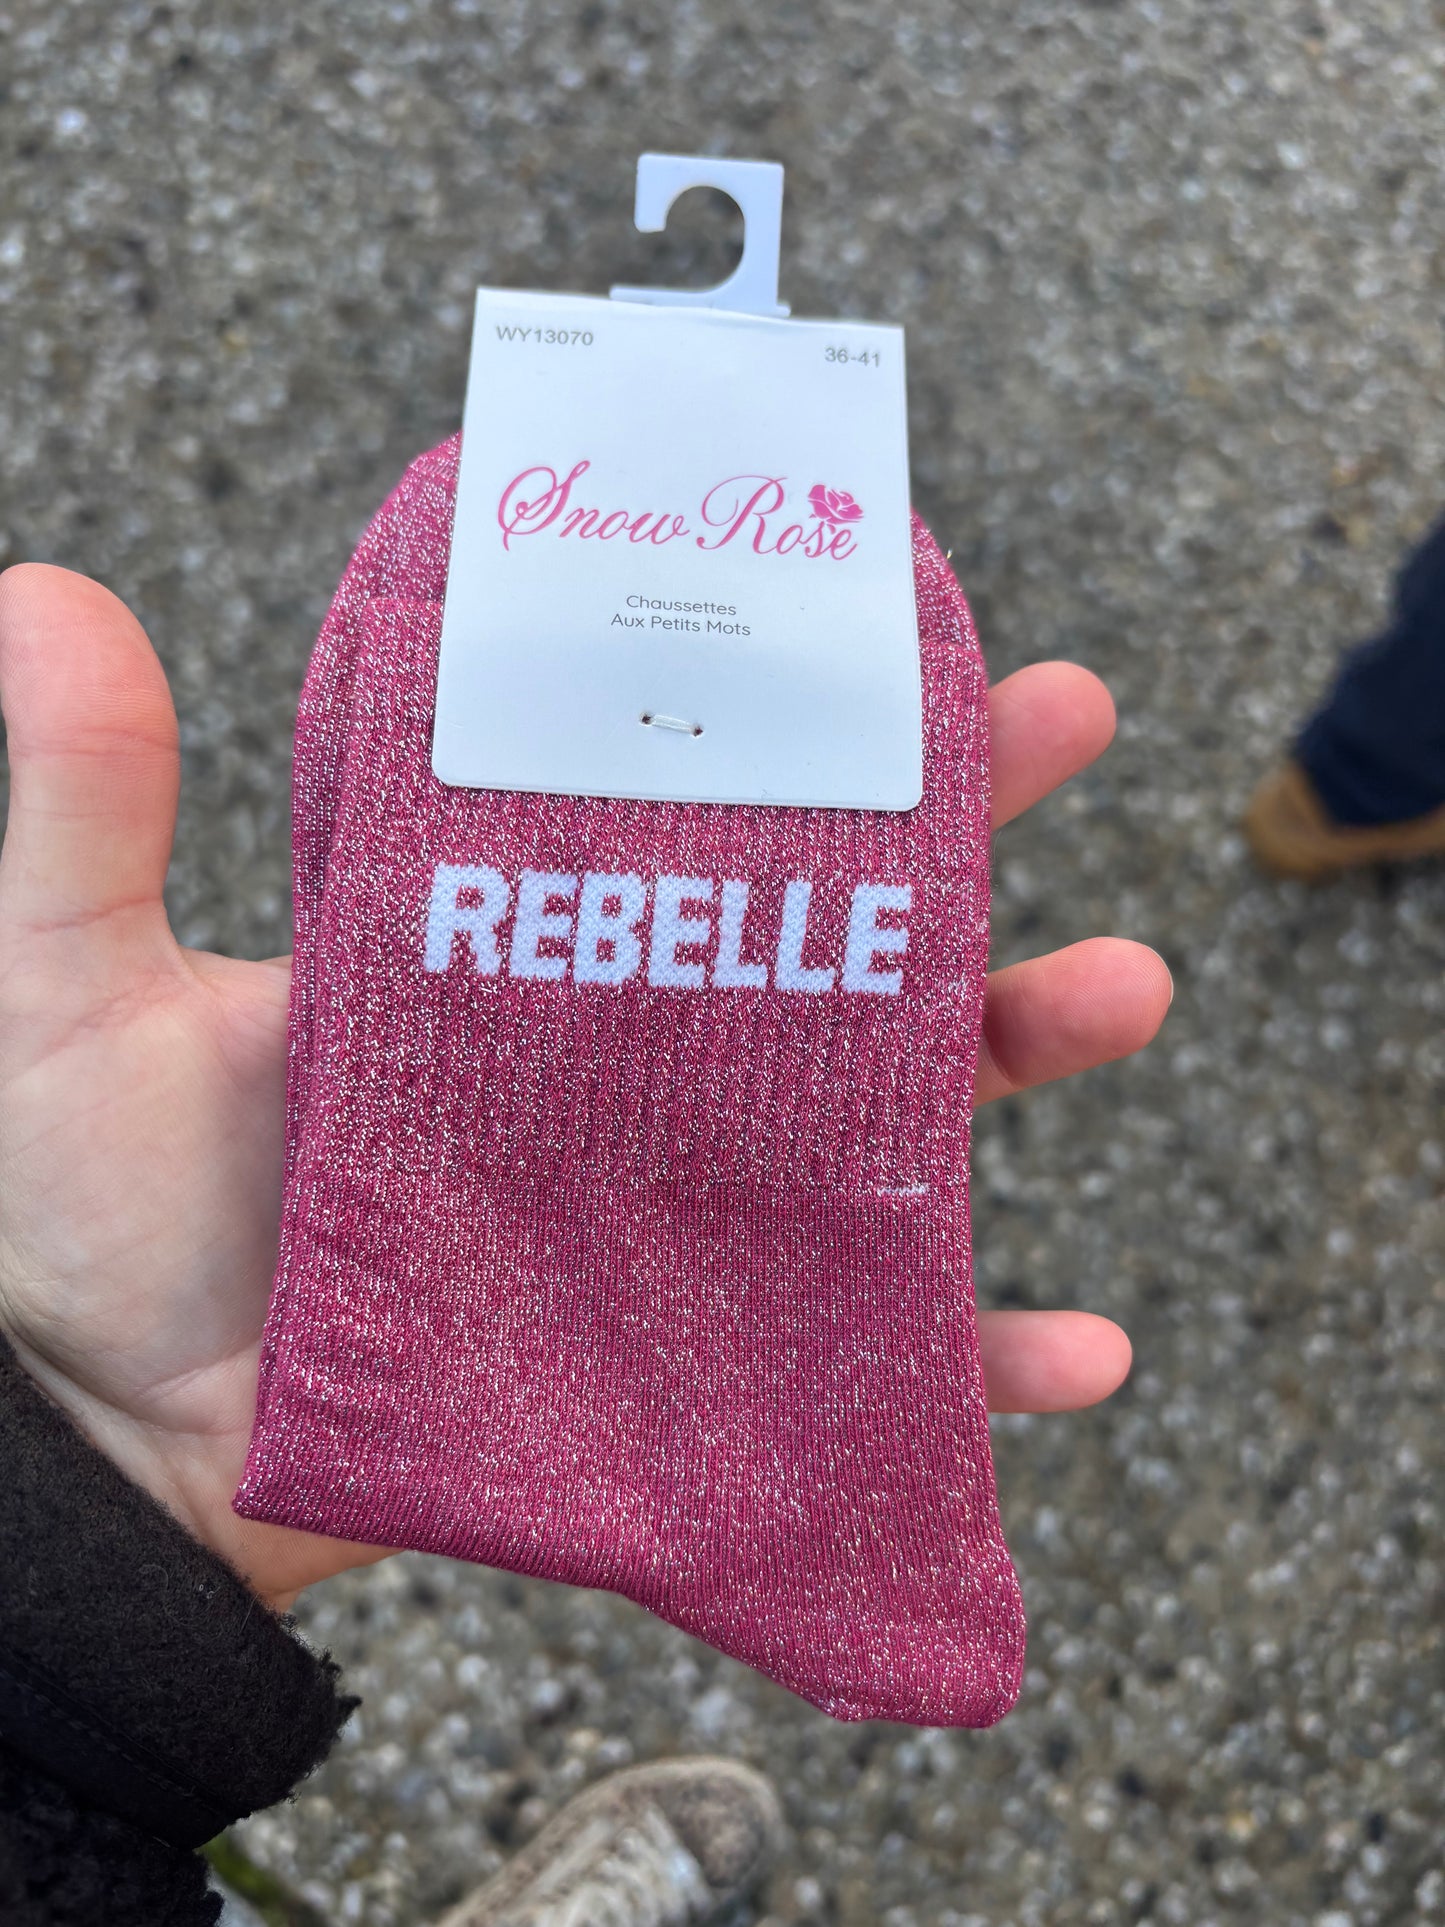 WY13070
36-41
Snow Rose
Chaussettes
Aux Petits Mots
REBELLE